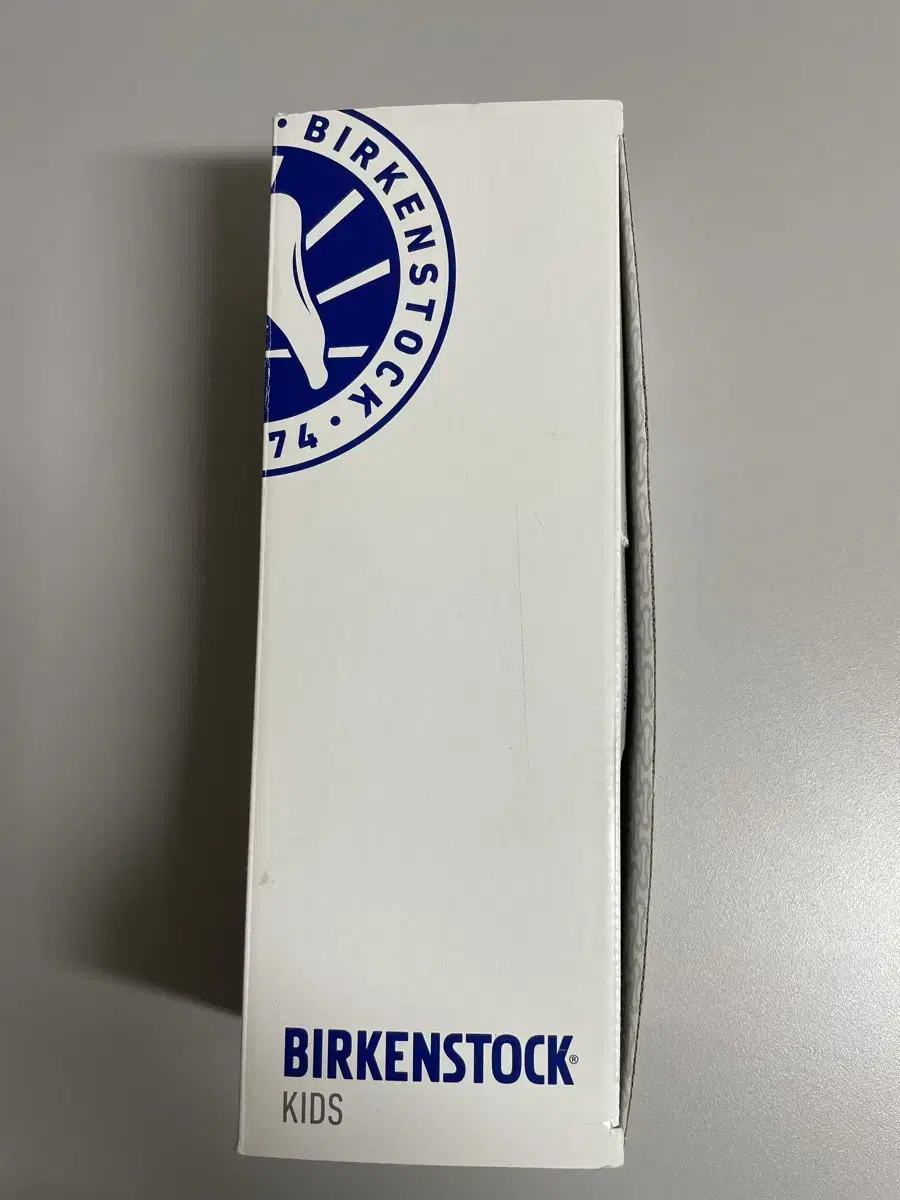 • BIRKENSTOCK •
74
BIRKENSTOCK®
KIDS